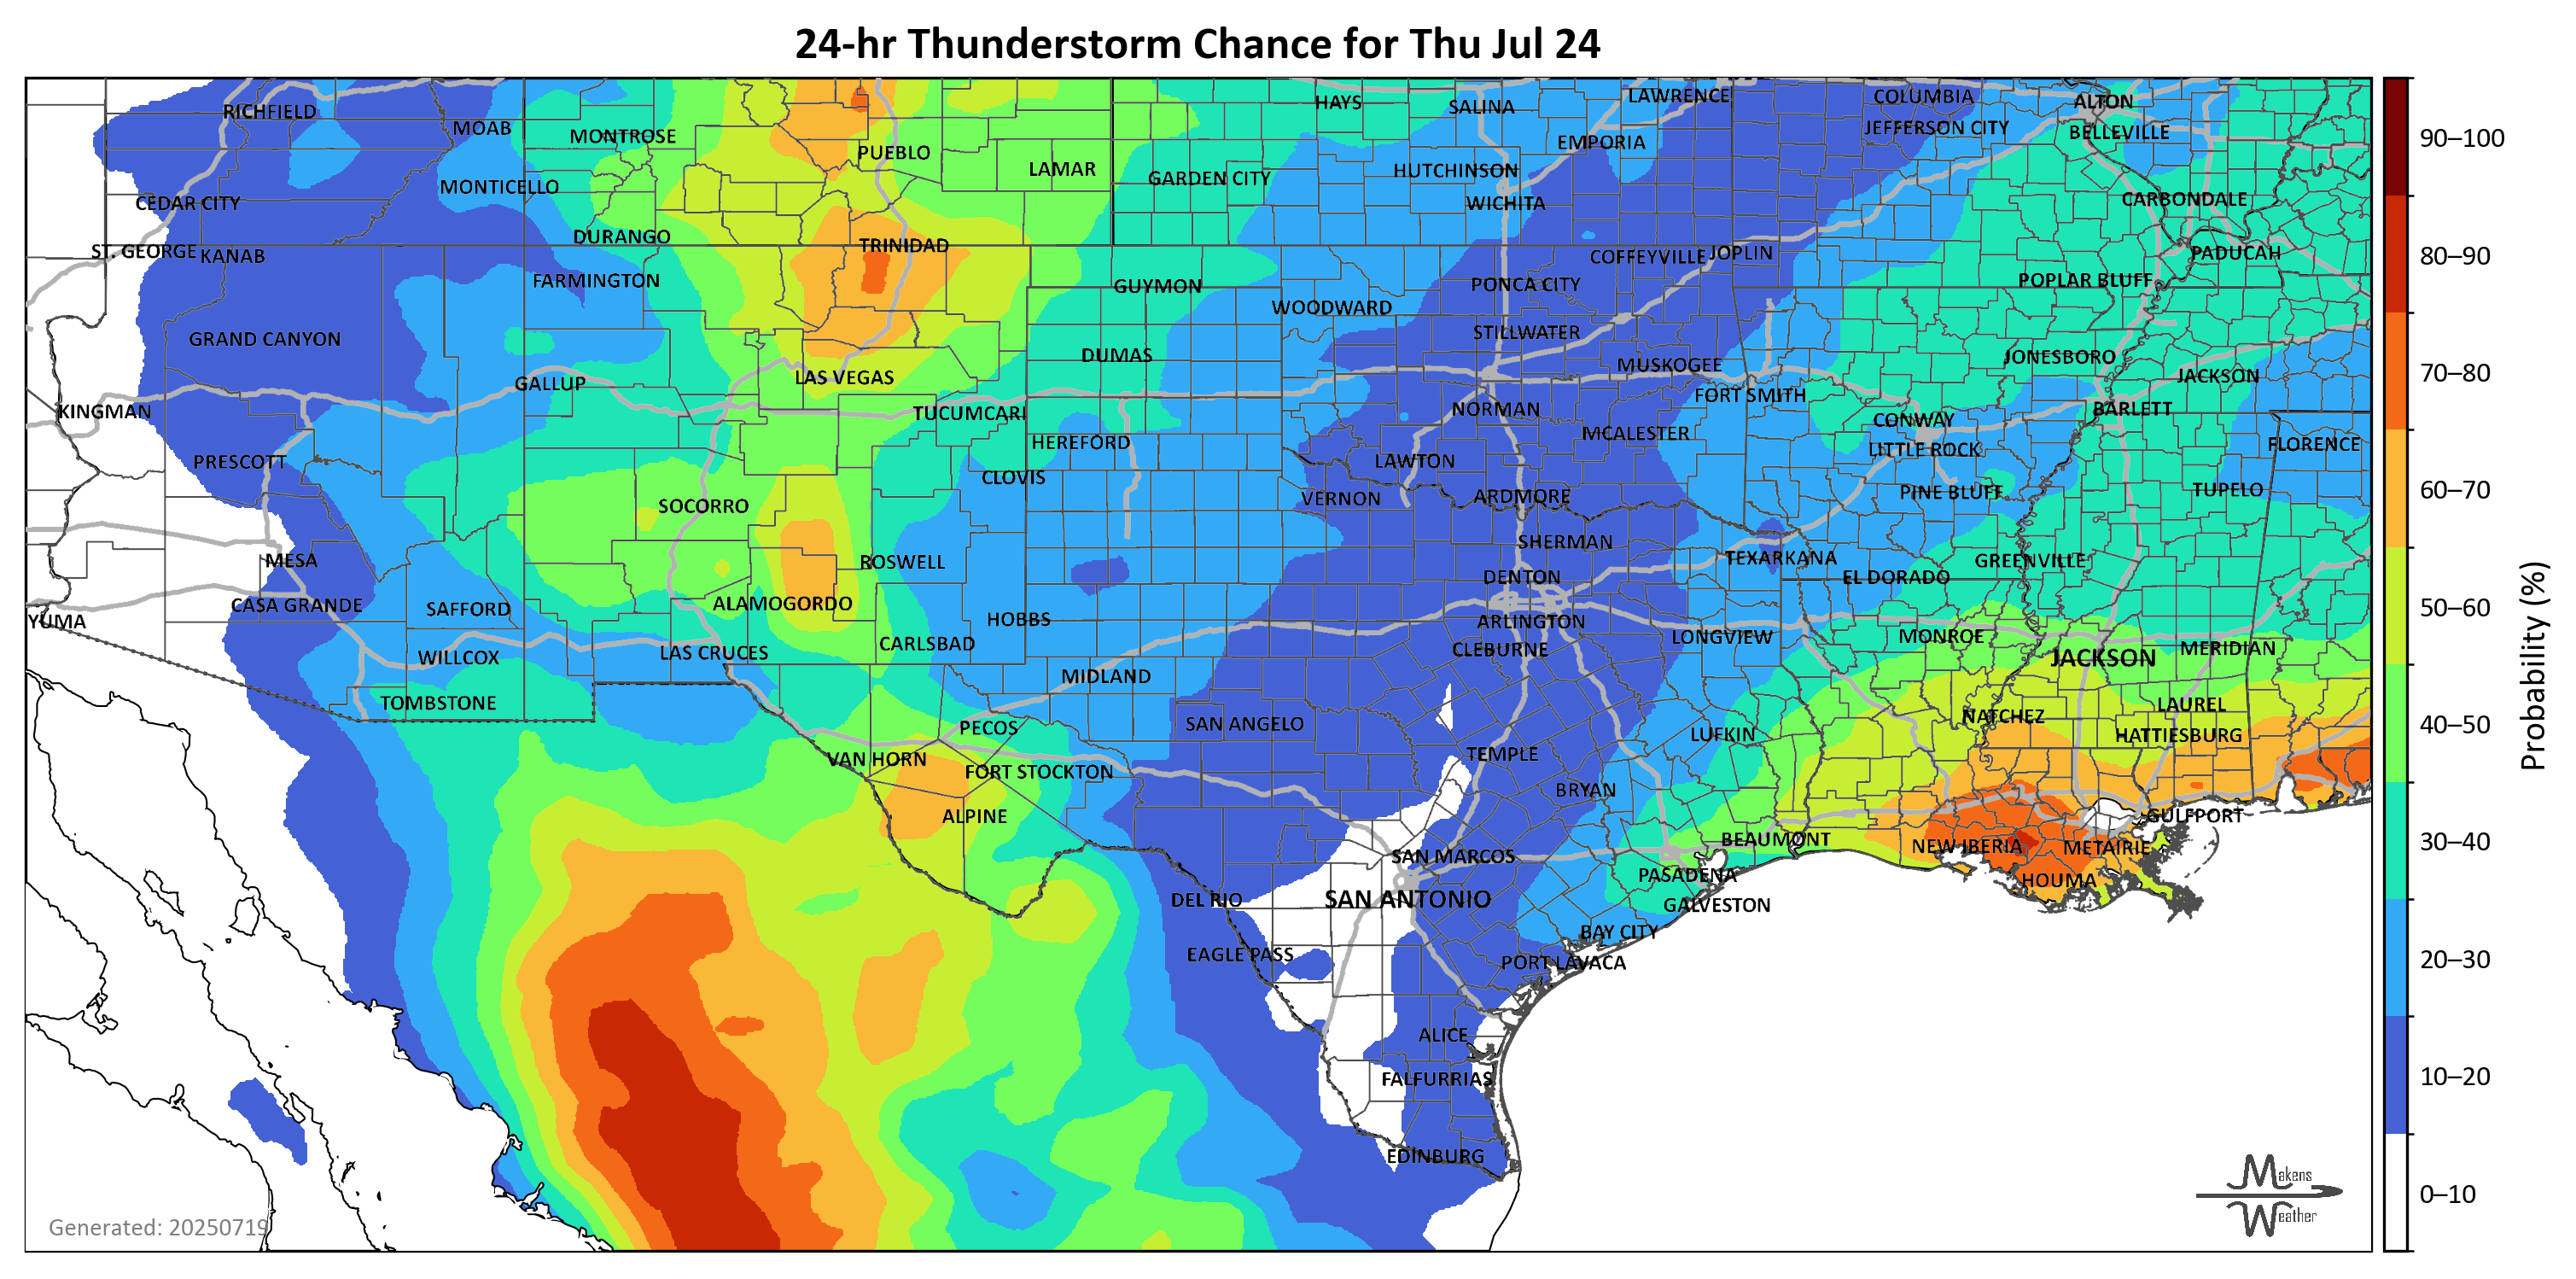 24-hr Thunderstorm Chance for Thu Jul 24
RICHFIELD
MOAB
MONTROSE
PUEBLO
LAMAR
HAYS
SALINA
LAWRENCE
COLUMBIA
ALTON
EMPORIA
JEFFERSON CITY
BELLEVILLE
90–100
MONTICELLO
GARDEN CITY
HUTCHINSON
CEDAR CITY
WICHITA
CARBONDALE
DURANGO
TRINIDAD
ST. GEORGE
KANAB
COFFEYVILLE
JOPLIN
PADUCAH
80–90
FARMINGTON
GUYMON
PONCA CITY
POPLAR BLUFF
WOODWARD
GRAND CANYON
STILLWATER
DUMAS
MUSKOGEE
JONESBORO
JACKSON
70–80
GALLUP
LAS VEGAS
FORT SMITH
KINGMAN
TUCUMCARI
NORMAN
BARLETT
CONWAY
HEREFORD
MCALESTER
LITTLE ROCK
FLORENCE
PRESCOTT
CLOVIS
LAWTON
SOCORRO
VERNON
ARDMORE
PINE BLUFF
TUPELO
60–70
MESA
ROSWELL
SHERMAN
TEXARKANA
GREENVILLE
DENTON
EL DORADO
CASA GRANDE
SAFFORD
ALAMOGORDO
50–60
YUMA
HOBBS
ARLINGTON
LONGVIEW
MONROE
WILLCOX
LAS CRUCES
CARLSBAD
CLEBURNE
JACKSON
MERIDIAN
Probability (%)
TOMBSTONE
MIDLAND
PECOS
SAN ANGELO
LUFKIN
NATCHEZ
LAUREL
HATTIESBURG
40–50
VAN HORN
FORT STOCKTON
TEMPLE
BRYAN
ALPINE
GULFPORT
BEAUMONT
NEW IBERIA
METAIRIE
30–40
SAN MARCOS
PASADENA
HOUMA
DEL RIO
SAN ANTONIO
GALVESTON
BAY CITY
EAGLE PASS
PORT LAVACA
20–30
ALICE
FALFURRIAS
10–20
EDINBURG
Makens
Weather
0–10
Generated: 20250719